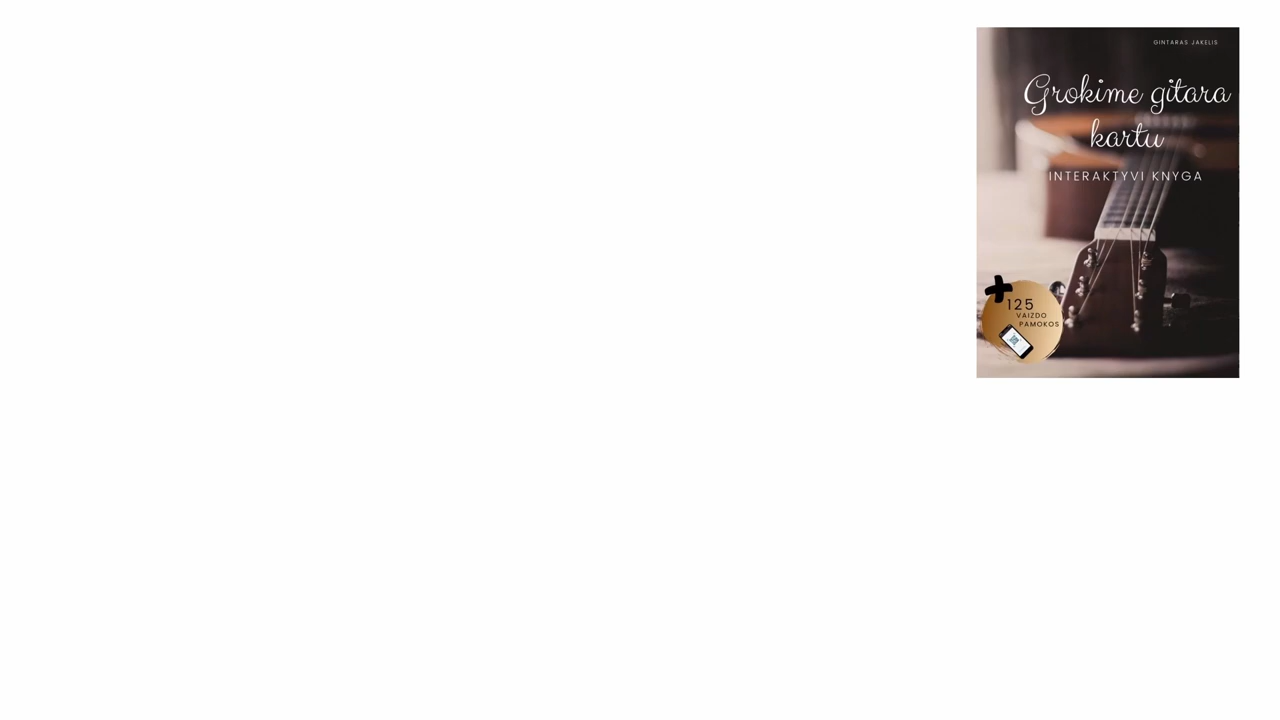 GINTARAS JAKELIS
Grokime gitara
kartu
INTERAKTYVI KNYGA
125
VAIZDO
PAMOKOS